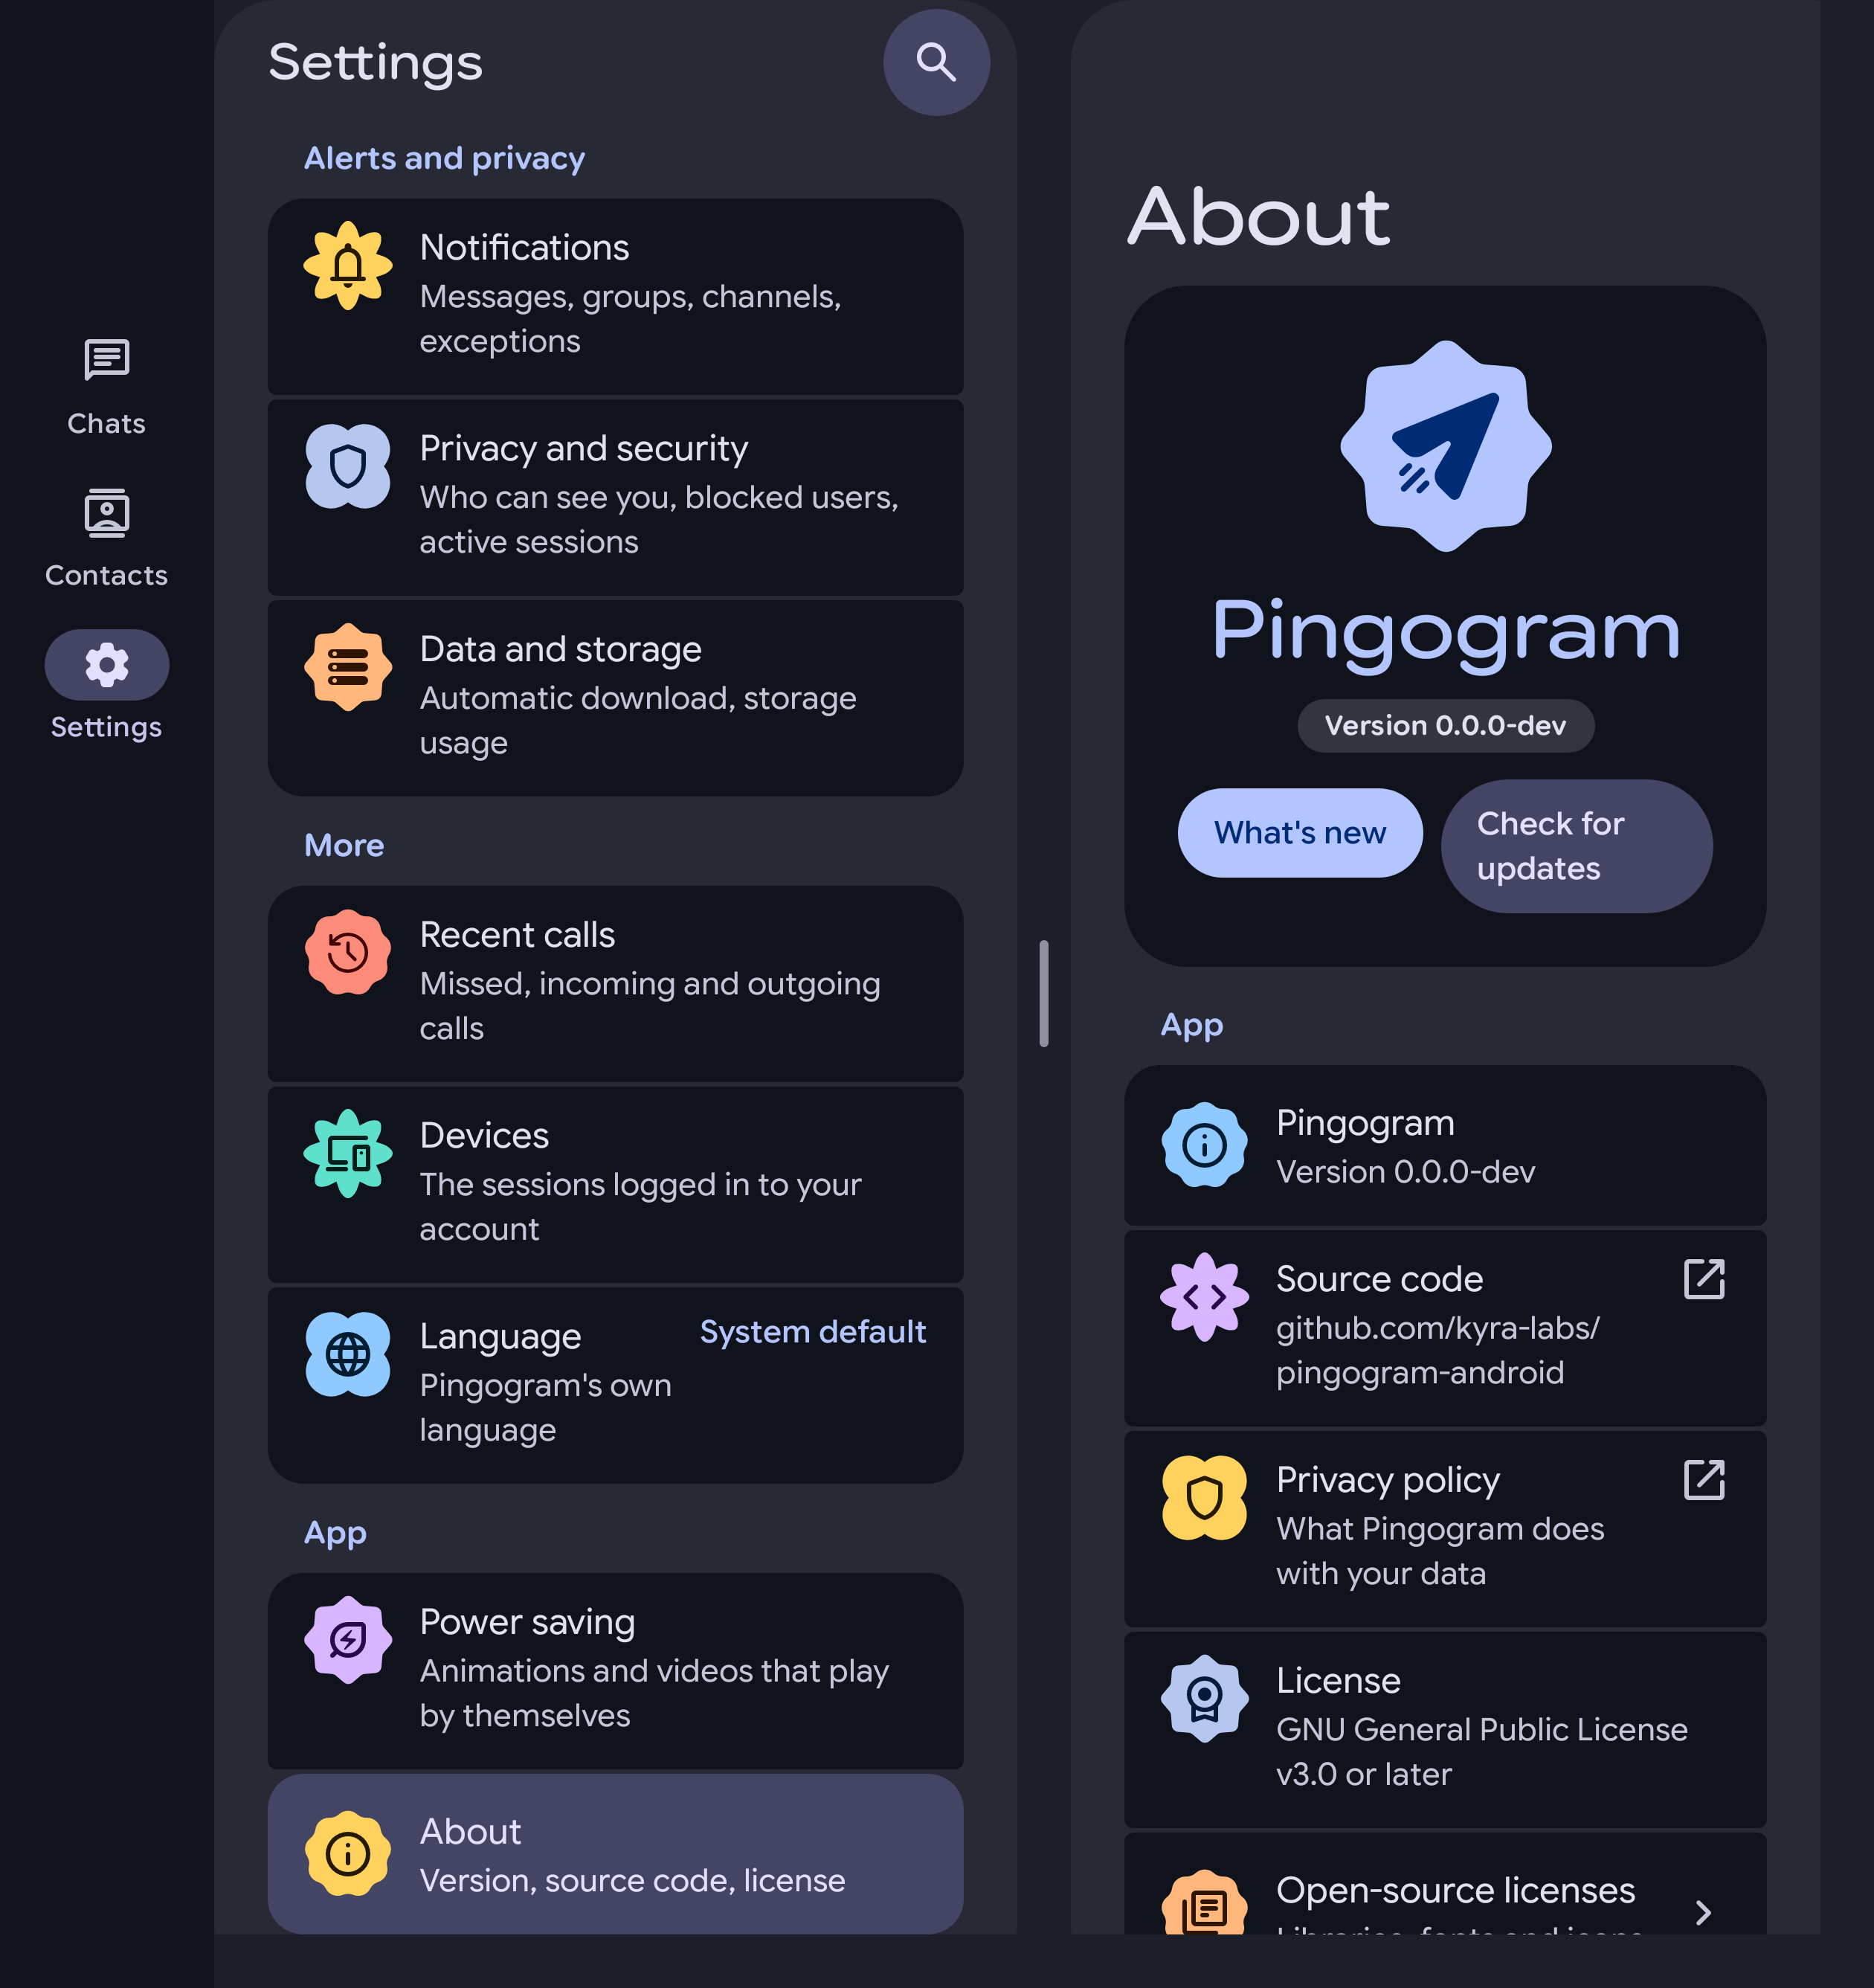 Chats
Contacts
Settings
Settings
Alerts and privacy
Notifications
Messages, groups, channels,
exceptions
Privacy and security
Who can see you, blocked users,
active sessions
Data and storage
Automatic download, storage
usage
More
Recent calls
Missed, incoming and outgoing
calls
Devices
The sessions logged in to your
account
Language
System default
Pingogram's own
language
App
Power saving
Animations and videos that play
by themselves
About
Version, source code, license
About
Pingogram
Version 0.0.0-dev
What's new
Check for
updates
App
Pingogram
Version 0.0.0-dev
Source code
github.com/kyra-labs/
pingogram-android
Privacy policy
What Pingogram does
with your data
License
GNU General Public License
v3.0 or later
Open-source licenses
Libraries, fonts and icons